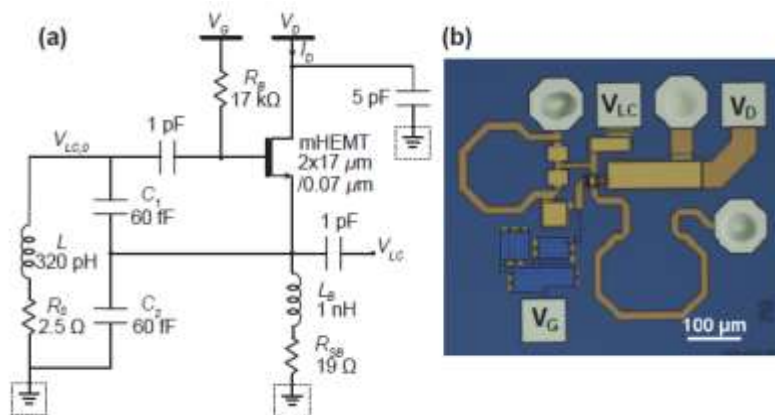 (a)
V_G
V_D
I_D
R_B
17 kΩ
5 pF
1 pF
V_LC,0
mHEMT
2x17 μm
/0.07 μm
C_1
60 fF
1 pF
V_LC
L
320 pH
L_B
1 nH
R_S
2.5 Ω
C_2
60 fF
R_SB
19 Ω
(b)
V_LC
V_D
V_G
100 μm